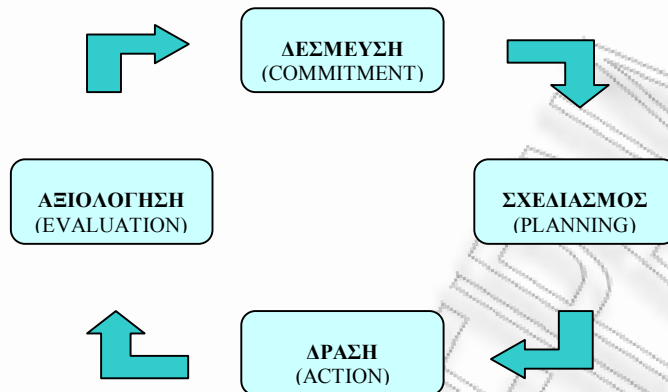 ΔΕΣΜΕΥΣΗ
(COMMITMENT)
ΑΞΙΟΛΟΓΗΣΗ
(EVALUATION)
ΣΧΕΔΙΑΣΜΟΣ
(PLANNING)
ΔΡΑΣΗ
(ACTION)